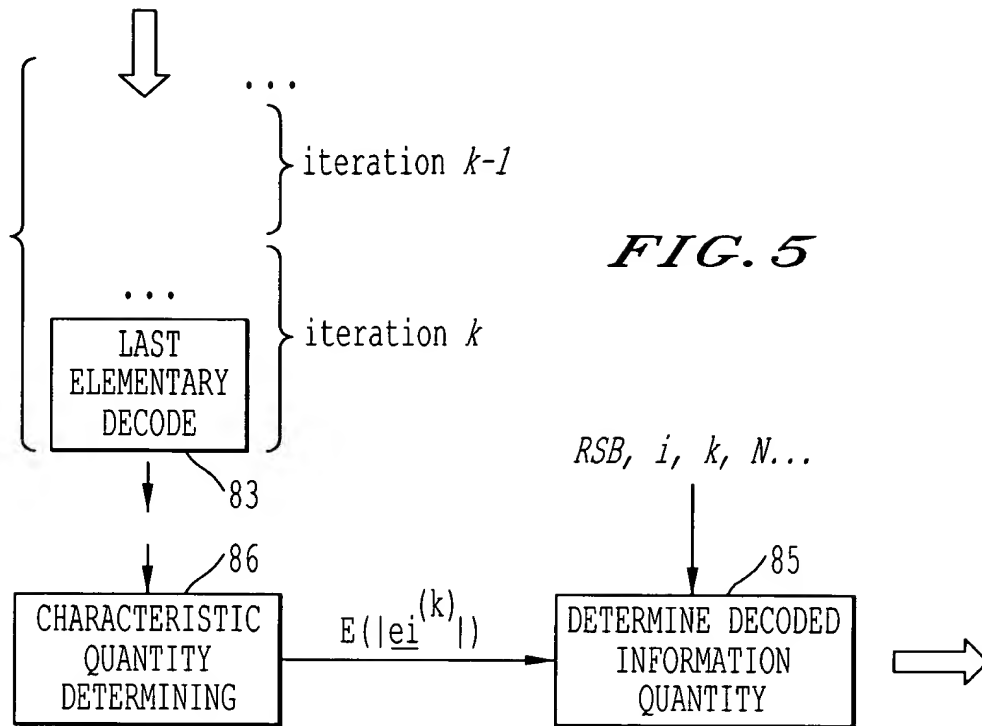 ...
iteration k-1
FIG. 5
...
iteration k
LAST
ELEMENTARY
DECODE
83
RSB, i, k, N...
86
85
CHARACTERISTIC
QUANTITY
DETERMINING
E(|ei^(k)|)
DETERMINE DECODED
INFORMATION
QUANTITY